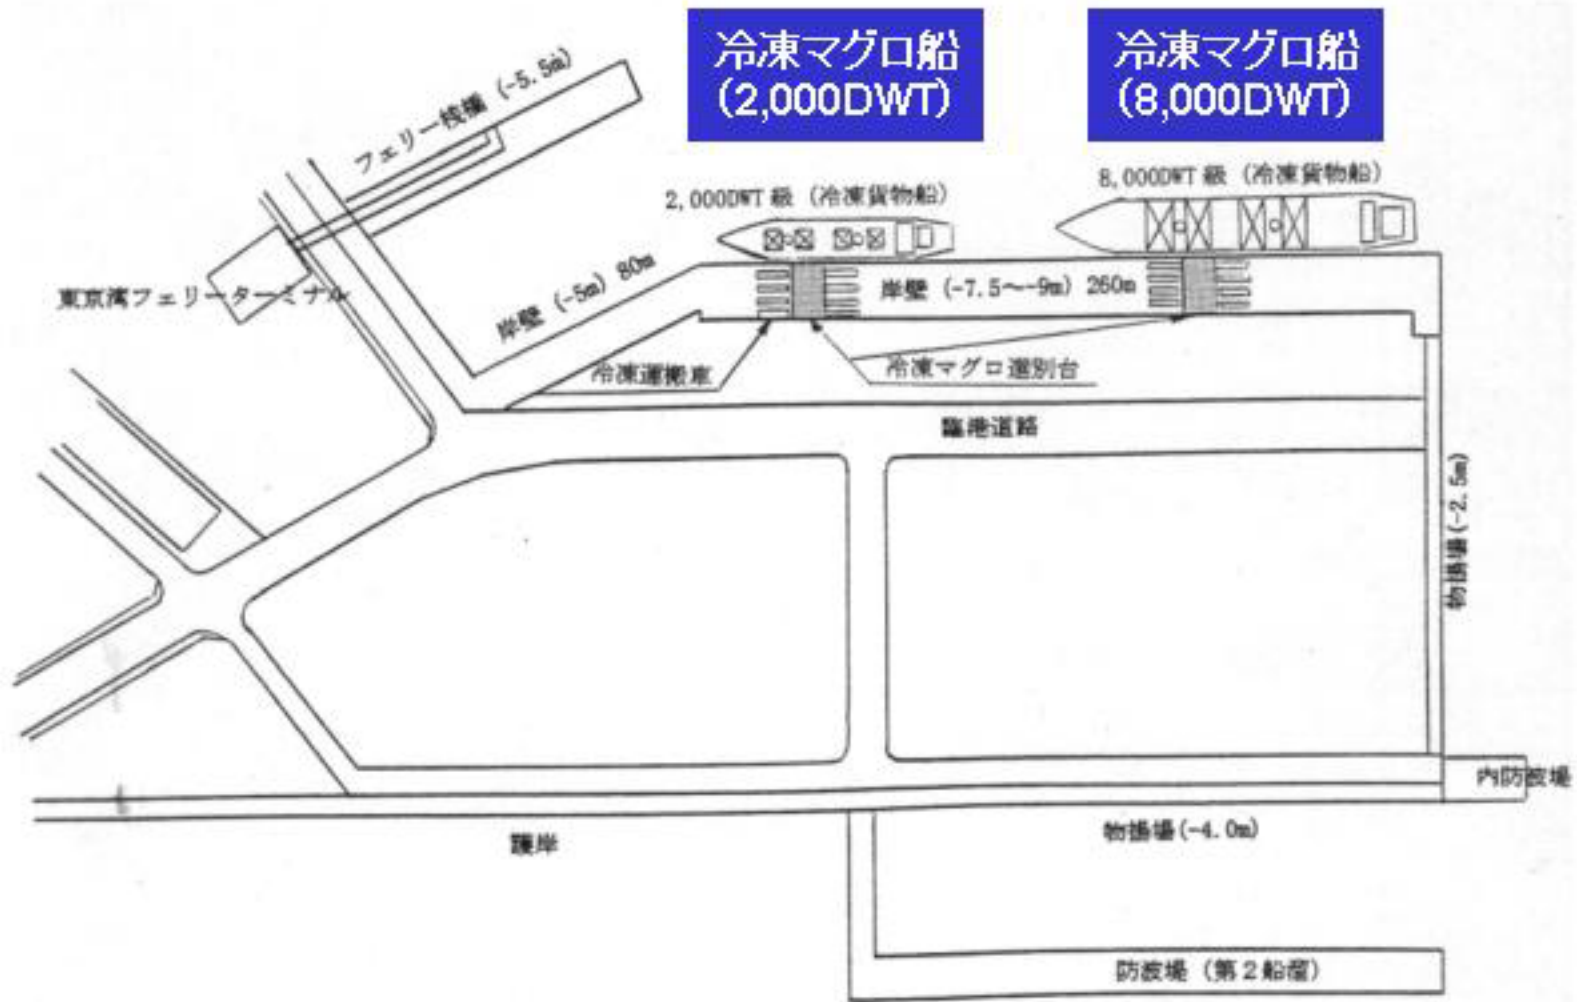 冷凍マグロ船
(2,000DWT)
冷凍マグロ船
(8,000DWT)
フェリー桟橋 (-5.5m)
2,000DWT 級 (冷凍貨物船)
8,000DWT 級 (冷凍貨物船)
東京湾フェリーターミナル
岸壁 (-5m) 80m
岸壁 (-7.5〜-9m) 260m
冷凍運搬車
冷凍マグロ選別台
臨港道路
物揚場(-2.5m)
内防波堤
護岸
物揚場(-4.0m)
防波堤 (第2船溜)